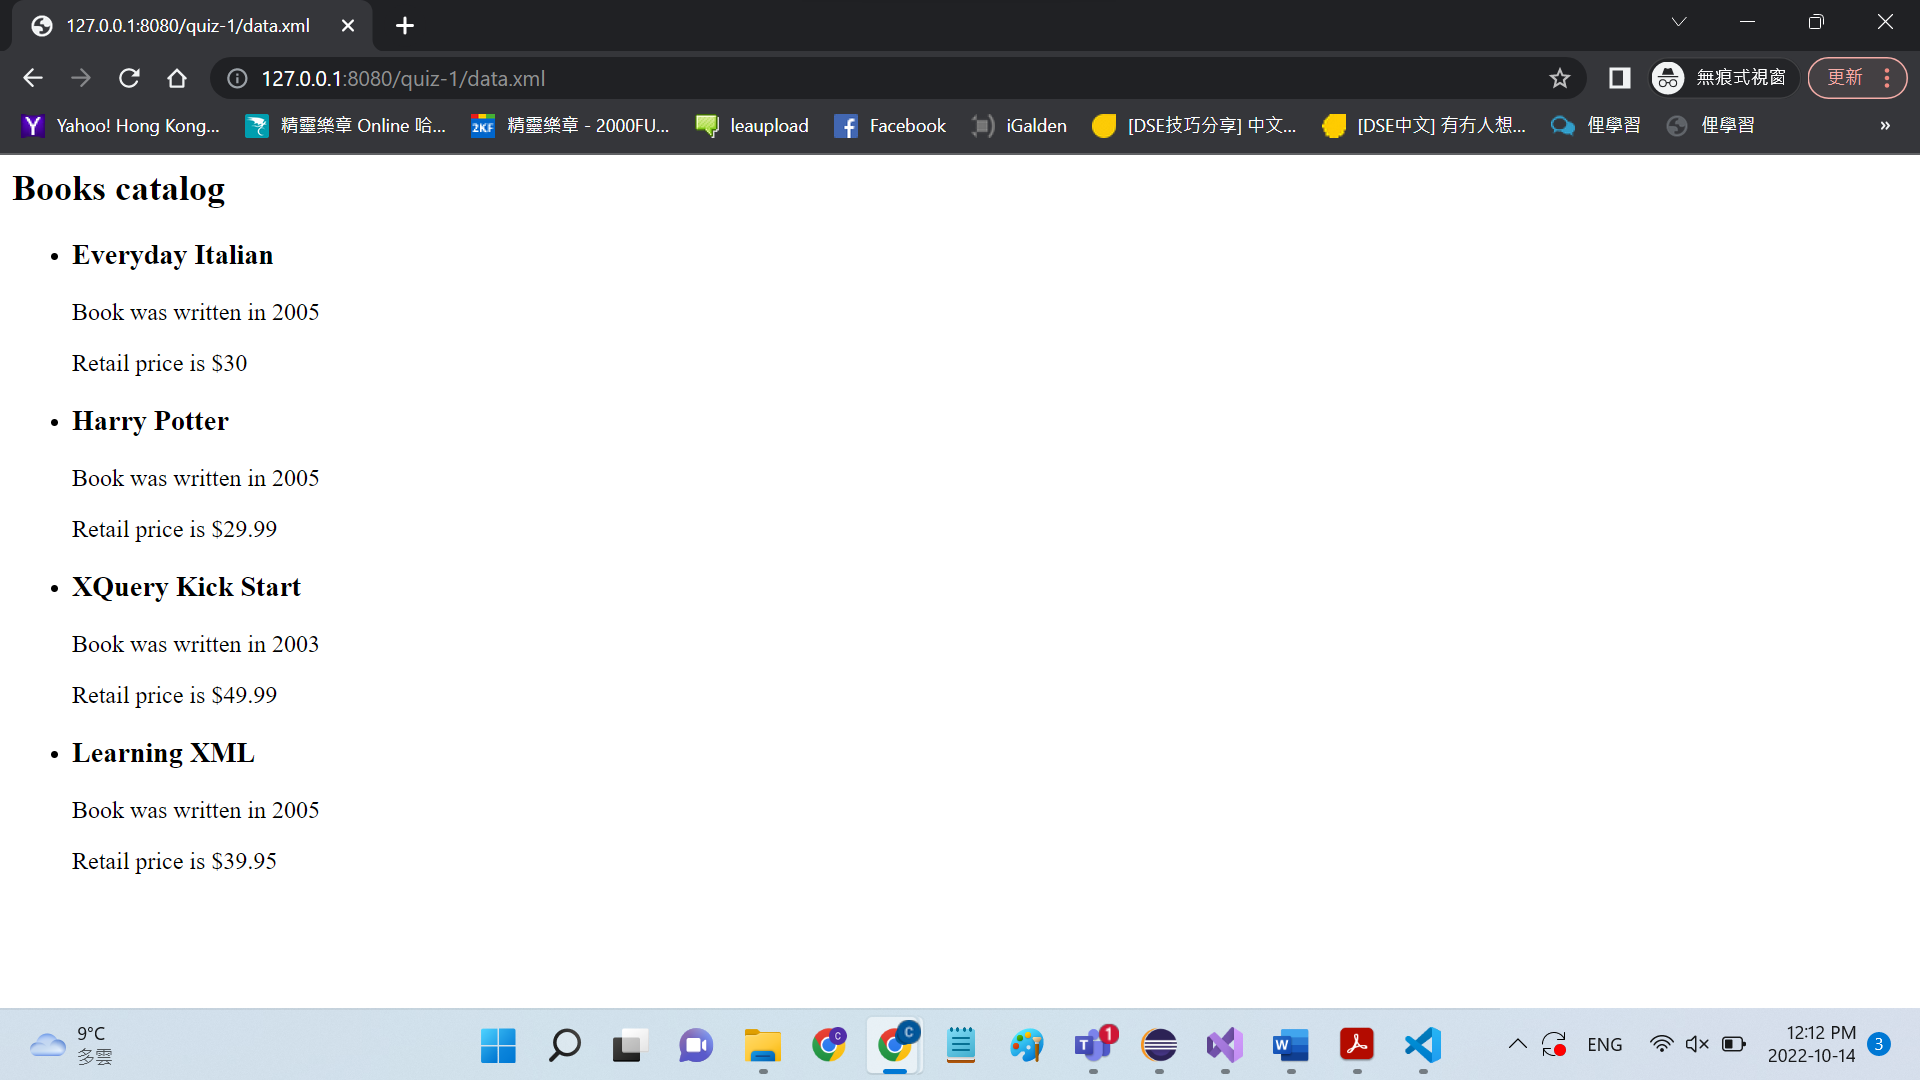 127.0.0.1:8080/quiz-1/data.xml
127.0.0.1:8080/quiz-1/data.xml
無痕式視窗
更新
Yahoo! Hong Kong...
精靈樂章 Online 哈...
2KF
精靈樂章 - 2000FU...
leaupload
Facebook
iGalden
[DSE技巧分享] 中文...
[DSE中文] 有冇人想...
俚學習
俚學習
»
Books catalog
• Everyday Italian
Book was written in 2005
Retail price is $30
• Harry Potter
Book was written in 2005
Retail price is $29.99
• XQuery Kick Start
Book was written in 2003
Retail price is $49.99
• Learning XML
Book was written in 2005
Retail price is $39.95
9°C
多雲
C
C
1
ENG
12:12 PM
2022-10-14
3